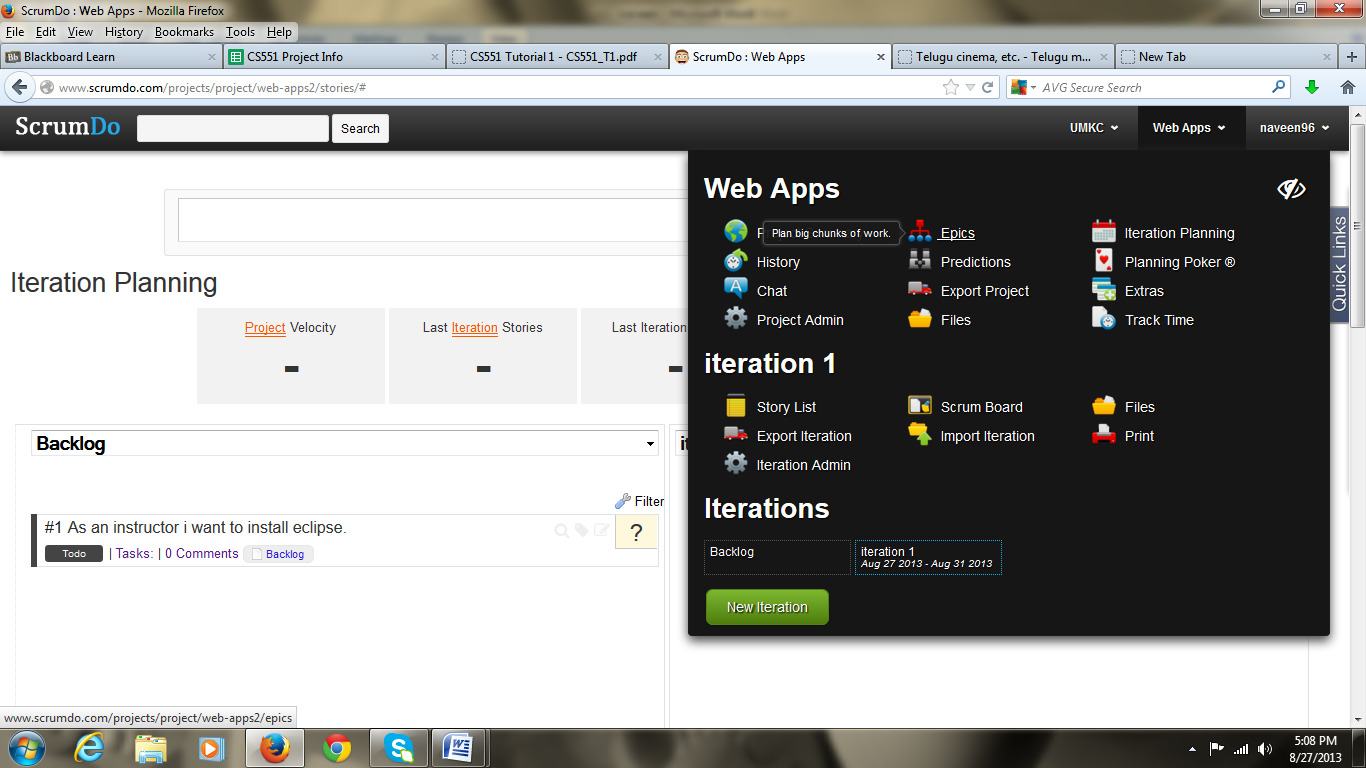 ScrumDo : Web Apps - Mozilla Firefox
File Edit View History Bookmarks Tools Help
Bb Blackboard Learn × CS551 Project Info × CS551 Tutorial 1 - CS551_T1.pdf × ScrumDo : Web Apps × Telugu cinema, etc. - Telugu m... × New Tab × +
www.scrumdo.com/projects/project/web-apps2/stories/# AVG Secure Search
ScrumDo Search UMKC Web Apps naveen96
Web Apps
Plan big chunks of work. Epics Iteration Planning
History Predictions Planning Poker ®
Chat Export Project Extras
Project Admin Files Track Time
Quick Links
Iteration Planning
Project Velocity Last Iteration Stories Last Iteration
- - -
iteration 1
Story List Scrum Board Files
Export Iteration Import Iteration Print
Iteration Admin
Backlog
Filter
#1 As an instructor i want to install eclipse. ?
Todo | Tasks: | 0 Comments Backlog
Iterations
Backlog iteration 1
Aug 27 2013 - Aug 31 2013
New Iteration
www.scrumdo.com/projects/project/web-apps2/epics
5:08 PM
8/27/2013